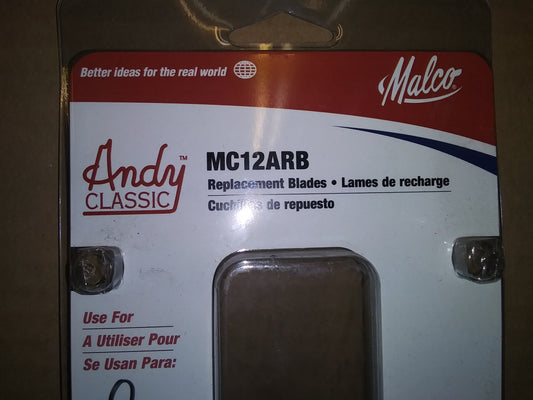 Better ideas for the real world
Malco®
Andy™
CLASSIC
MC12ARB
Replacement Blades • Lames de recharge
Cuchillas de repuesto
Use For
A Utiliser Pour
Se Usan Para: